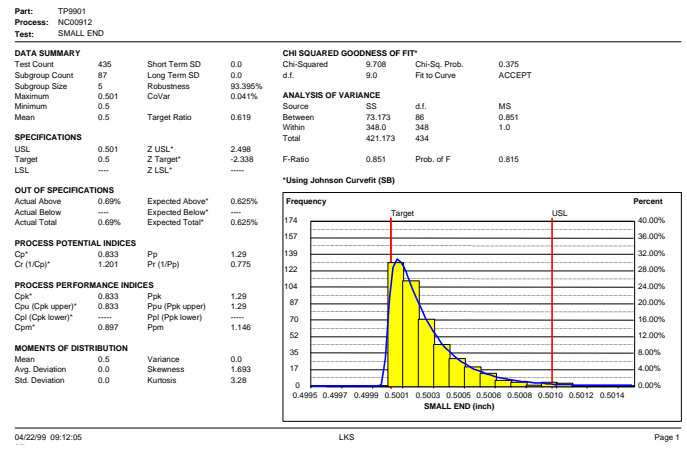 Part: TP9901
Process: NC00912
Test: SMALL END
DATA SUMMARY
Test Count 435 Short Term SD 0.0
Subgroup Count 87 Long Term SD 0.0
Subgroup Size 5 Robustness 93.395%
Maximum 0.501 CoVar 0.041%
Minimum 0.5
Mean 0.5 Target Ratio 0.619
SPECIFICATIONS
USL 0.501 Z USL* 2.498
Target 0.5 Z Target* -2.338
LSL ---- Z LSL* -----
OUT OF SPECIFICATIONS
Actual Above 0.69% Expected Above* 0.625%
Actual Below ---- Expected Below* ----
Actual Total 0.69% Expected Total* 0.625%
PROCESS POTENTIAL INDICES
Cp* 0.833 Pp 1.29
Cr (1/Cp)* 1.201 Pr (1/Pp) 0.775
PROCESS PERFORMANCE INDICES
Cpk* 0.833 Ppk 1.29
Cpu (Cpk upper)* 0.833 Ppu (Ppk upper) 1.29
Cpl (Cpk lower)* ----- Ppl (Ppk lower) ----
Cpm* 0.897 Ppm 1.146
MOMENTS OF DISTRIBUTION
Mean 0.5 Variance 0.0
Avg. Deviation 0.0 Skewness 1.693
Std. Deviation 0.0 Kurtosis 3.28
CHI SQUARED GOODNESS OF FIT*
Chi-Squared 9.708 Chi-Sq. Prob. 0.375
d.f. 9.0 Fit to Curve ACCEPT
ANALYSIS OF VARIANCE
Source SS d.f. MS
Between 73.173 86 0.851
Within 348.0 348 1.0
Total 421.173 434
F-Ratio 0.851 Prob. of F 0.815
*Using Johnson Curvefit (SB)
Frequency Percent
Target USL
174 40.00%
157 36.00%
139 32.00%
122 28.00%
104 24.00%
87 20.00%
70 16.00%
52 12.00%
35 8.00%
17 4.00%
0 0.00%
0.4995 0.4997 0.4999 0.5001 0.5003 0.5005 0.5006 0.5008 0.5010 0.5012 0.5014
SMALL END (inch)
04/22/99 09:12:05 LKS Page 1